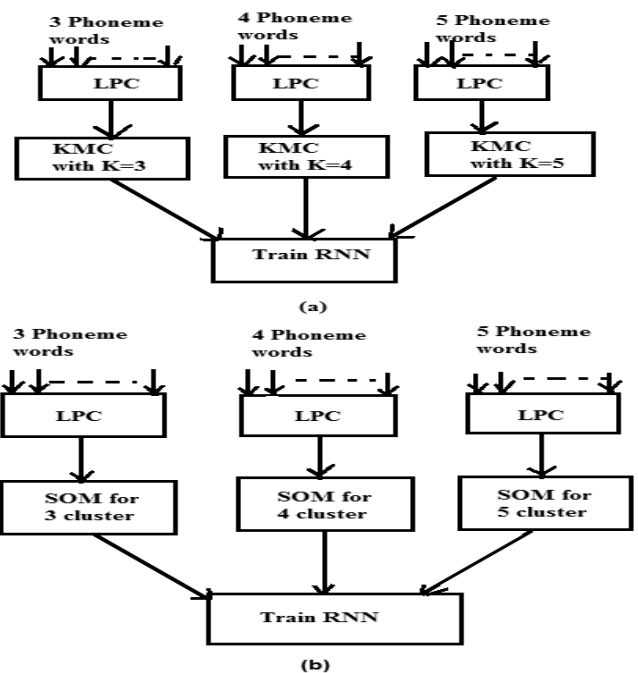 3 Phoneme
words
4 Phoneme
words
5 Phoneme
words
LPC
LPC
LPC
KMC
with K=3
KMC
with K=4
KMC
with K=5
Train RNN
(a)
3 Phoneme
words
4 Phoneme
words
5 Phoneme
words
LPC
LPC
LPC
SOM for
3 cluster
SOM for
4 cluster
SOM for
5 cluster
Train RNN
(b)